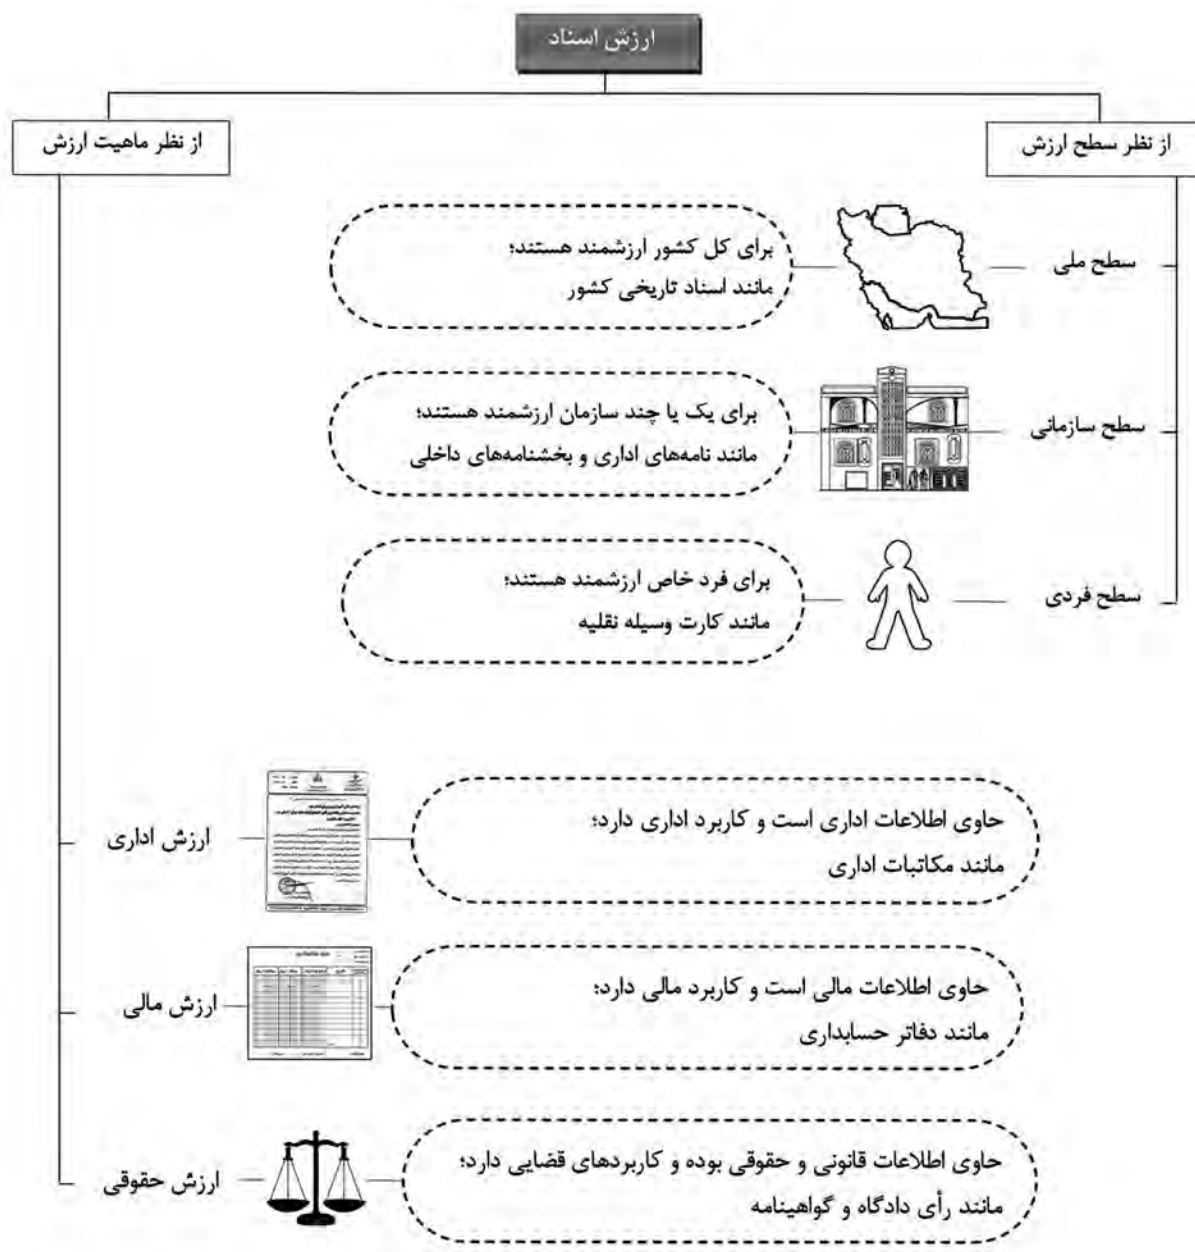 ارزش اسناد
از نظر سطح ارزش
از نظر ماهیت ارزش
سطح ملی
برای کل کشور ارزشمند هستند؛
مانند اسناد تاریخی کشور
سطح سازمانی
برای یک یا چند سازمان ارزشمند هستند؛
مانند نامه‌های اداری و بخشنامه‌های داخلی
سطح فردی
برای فرد خاص ارزشمند هستند؛
مانند کارت وسیله نقلیه
ارزش اداری
حاوی اطلاعات اداری است و کاربرد اداری دارد؛
مانند مکاتبات اداری
ارزش مالی
حاوی اطلاعات مالی است و کاربرد مالی دارد؛
مانند دفاتر حسابداری
ارزش حقوقی
حاوی اطلاعات قانونی و حقوقی بوده و کاربردهای قضایی دارد؛
مانند رأی دادگاه و گواهینامه